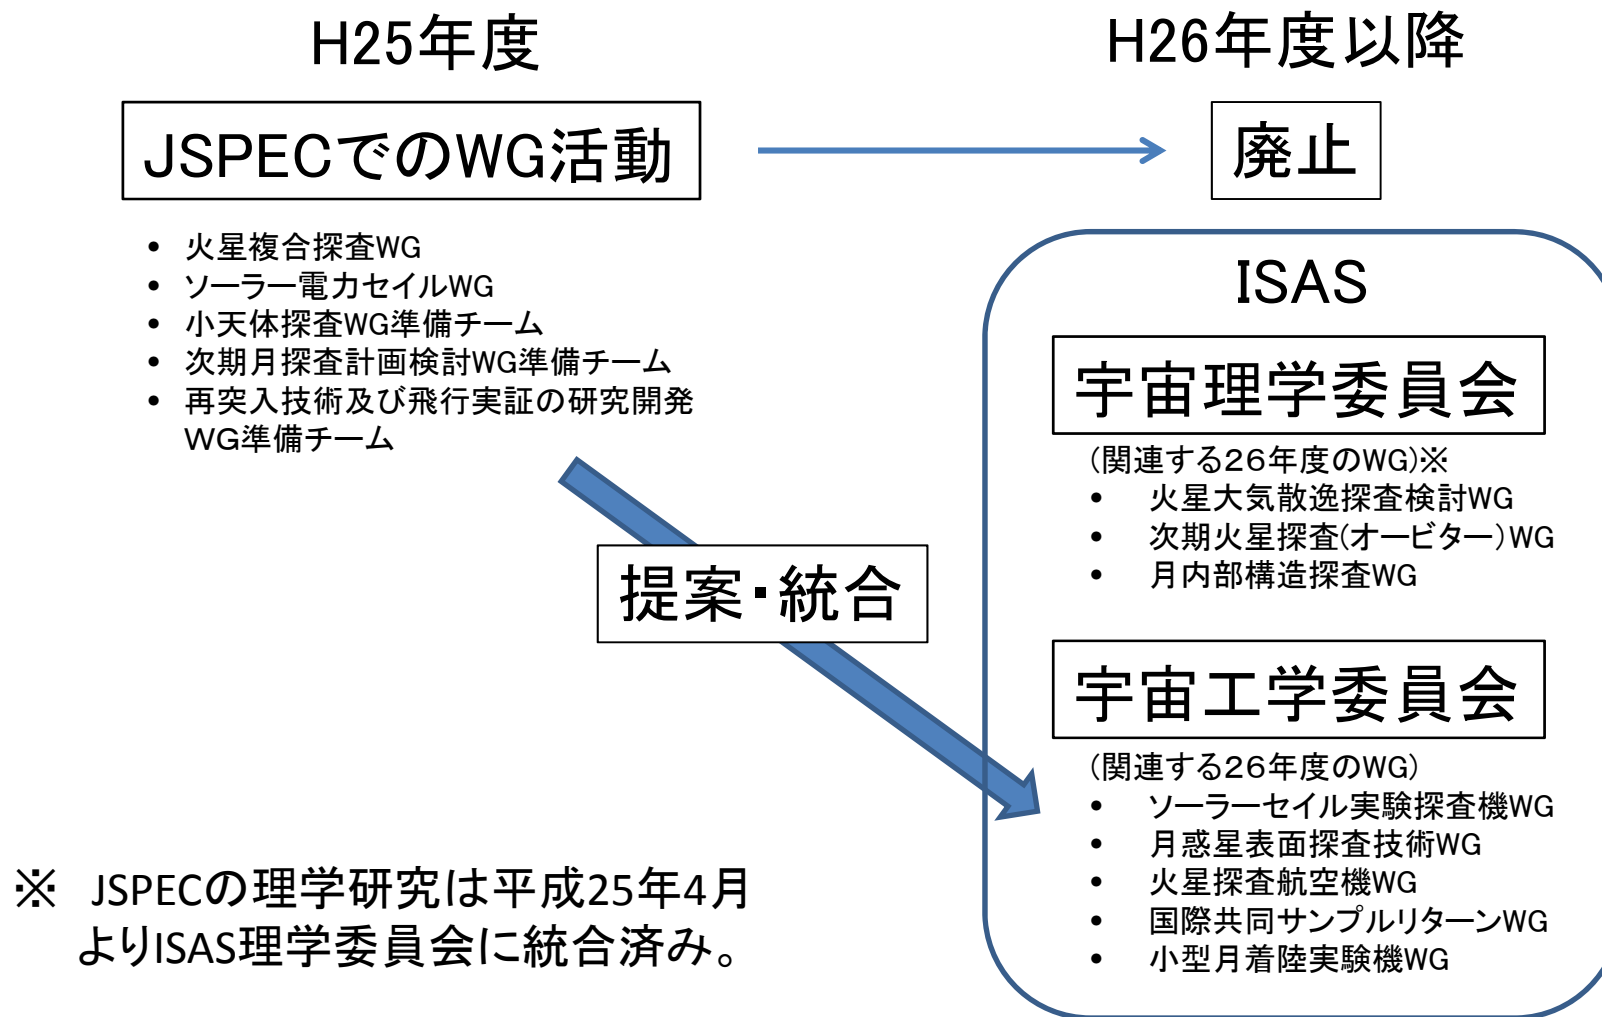 H25年度
JSPECでのWG活動
• 火星複合探査WG
• ソーラー電力セイルWG
• 小天体探査WG準備チーム
• 次期月探査計画検討WG準備チーム
• 再突入技術及び飛行実証の研究開発
ＷＧ準備チーム
提案・統合
※ JSPECの理学研究は平成25年4月
よりISAS理学委員会に統合済み。
H26年度以降
廃止
ISAS
宇宙理学委員会
(関連する２６年度のWG)※
• 火星大気散逸探査検討WG
• 次期火星探査(オービター)WG
• 月内部構造探査WG
宇宙工学委員会
(関連する２６年度のWG)
• ソーラーセイル実験探査機WG
• 月惑星表面探査技術WG
• 火星探査航空機WG
• 国際共同サンプルリターンWG
• 小型月着陸実験機WG